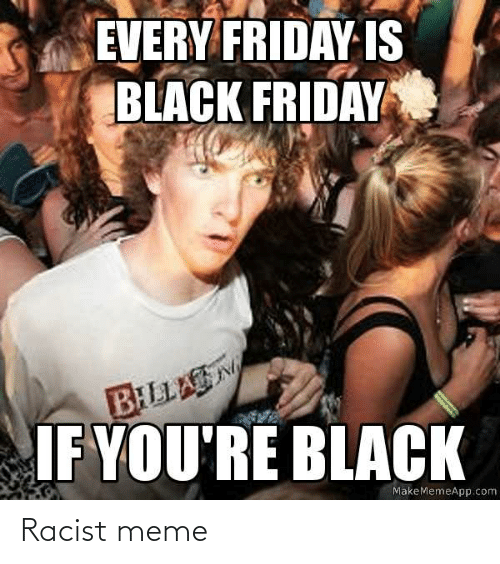 EVERY FRIDAY IS
BLACK FRIDAY
IF YOU'RE BLACK
MakeMemeApp.com
Racist meme